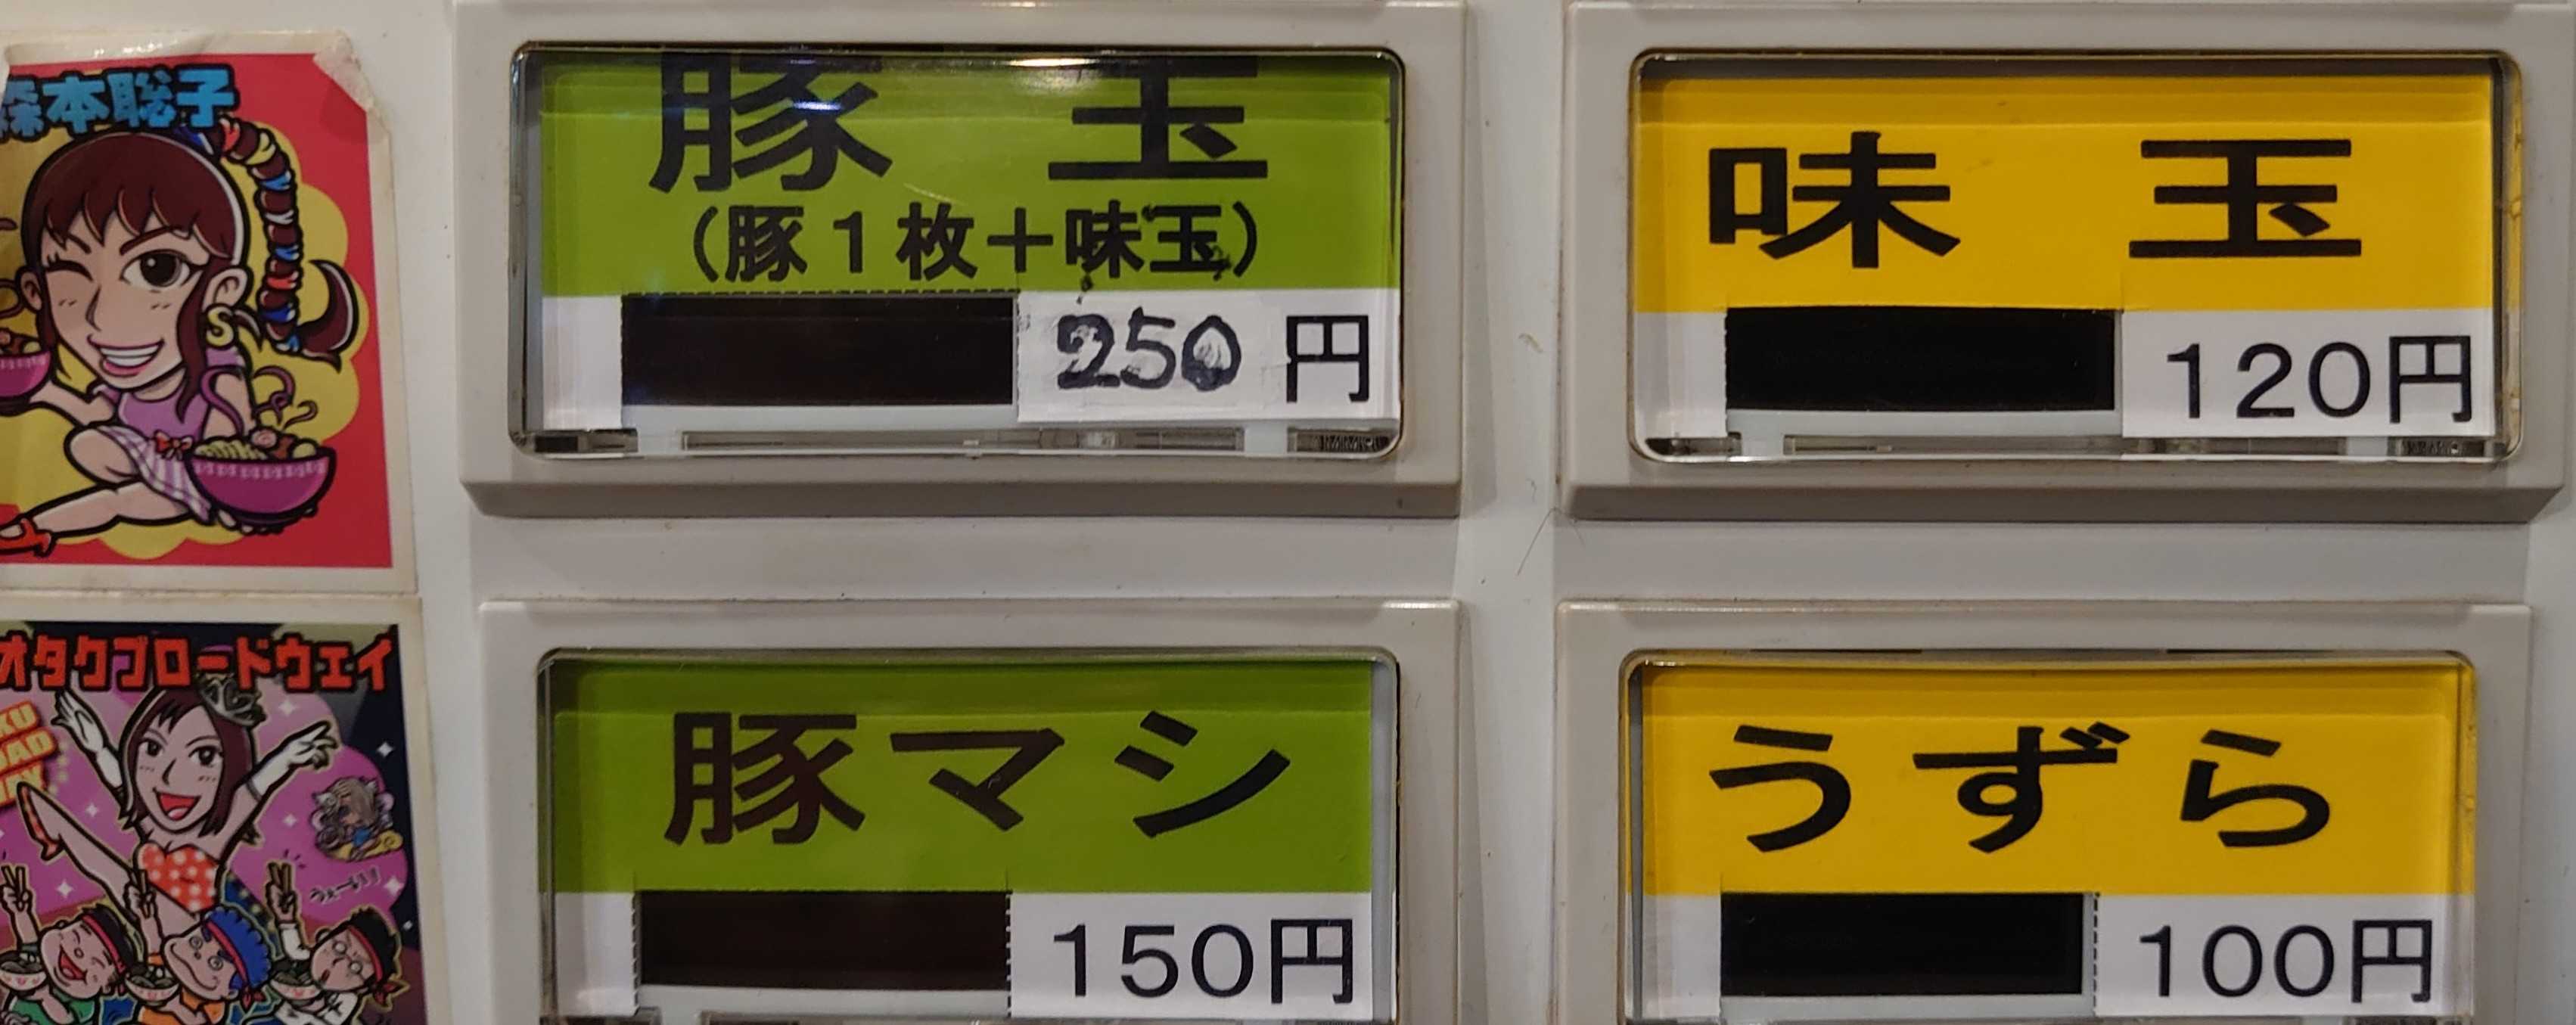 森本聡子
豚 玉
(豚1枚+味玉)
250円
味 玉
120円
オタクブロードウェイ
豚マシ
150円
うずら
100円